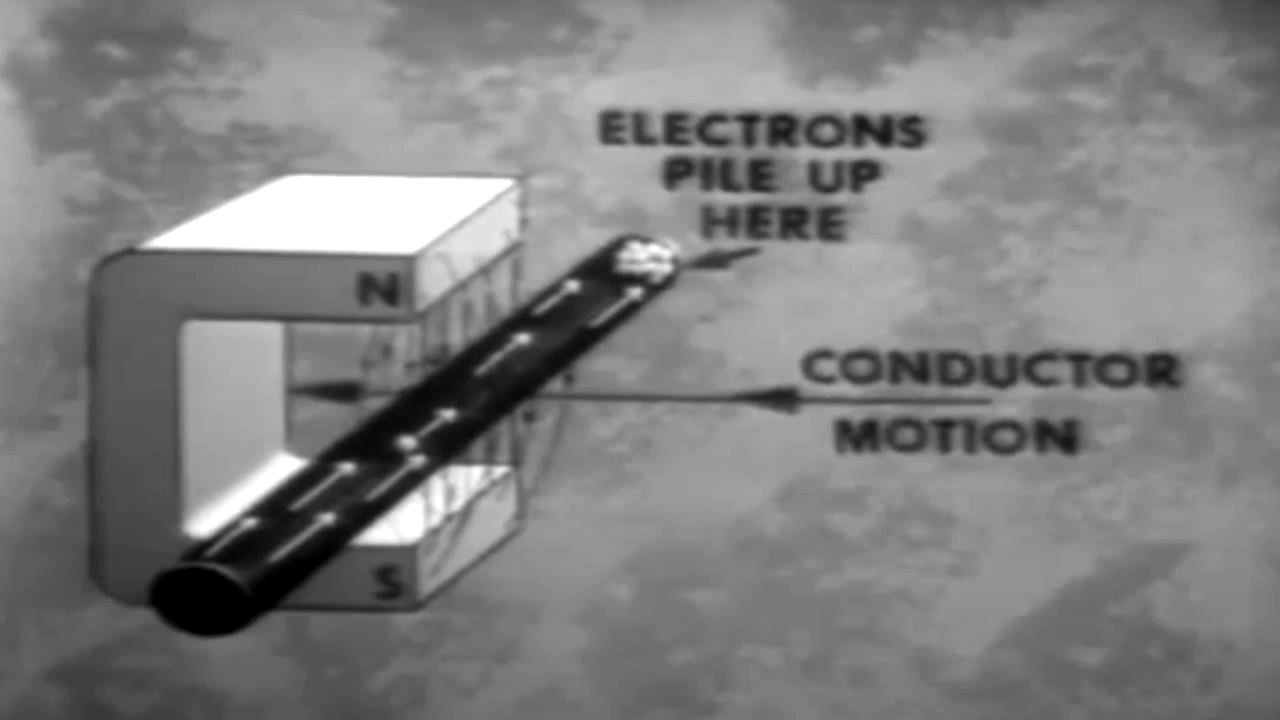 ELECTRONS
PILE UP
HERE
N
CONDUCTOR
MOTION
S